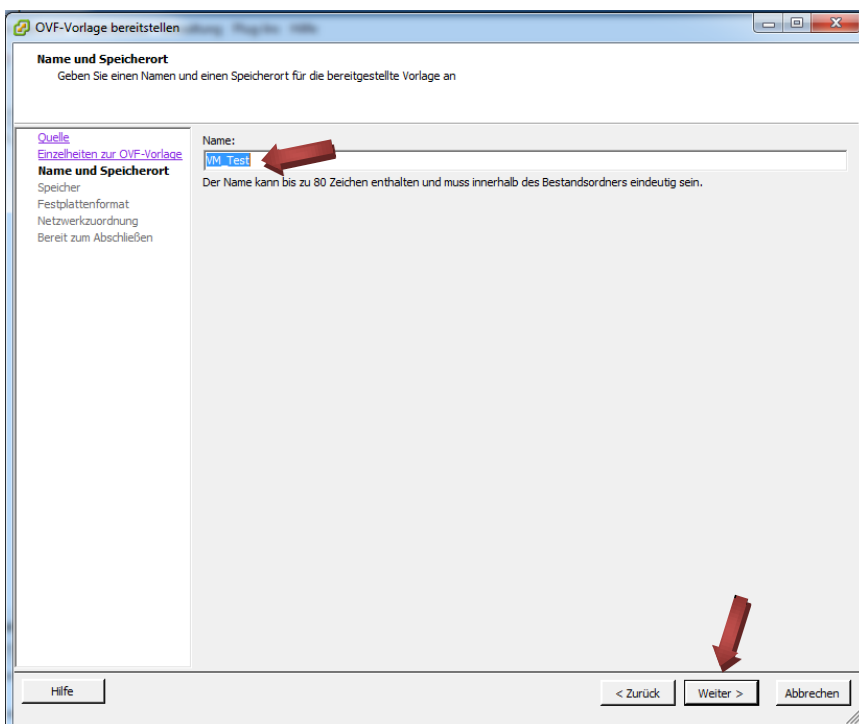 OVF-Vorlage bereitstellen
Name und Speicherort
Geben Sie einen Namen und einen Speicherort für die bereitgestellte Vorlage an
Quelle
Einzelheiten zur OVF-Vorlage
Name und Speicherort
Speicher
Festplattenformat
Netzwerkzuordnung
Bereit zum Abschließen
Name:
VM_Test
Der Name kann bis zu 80 Zeichen enthalten und muss innerhalb des Bestandsordners eindeutig sein.
Hilfe
< Zurück
Weiter >
Abbrechen